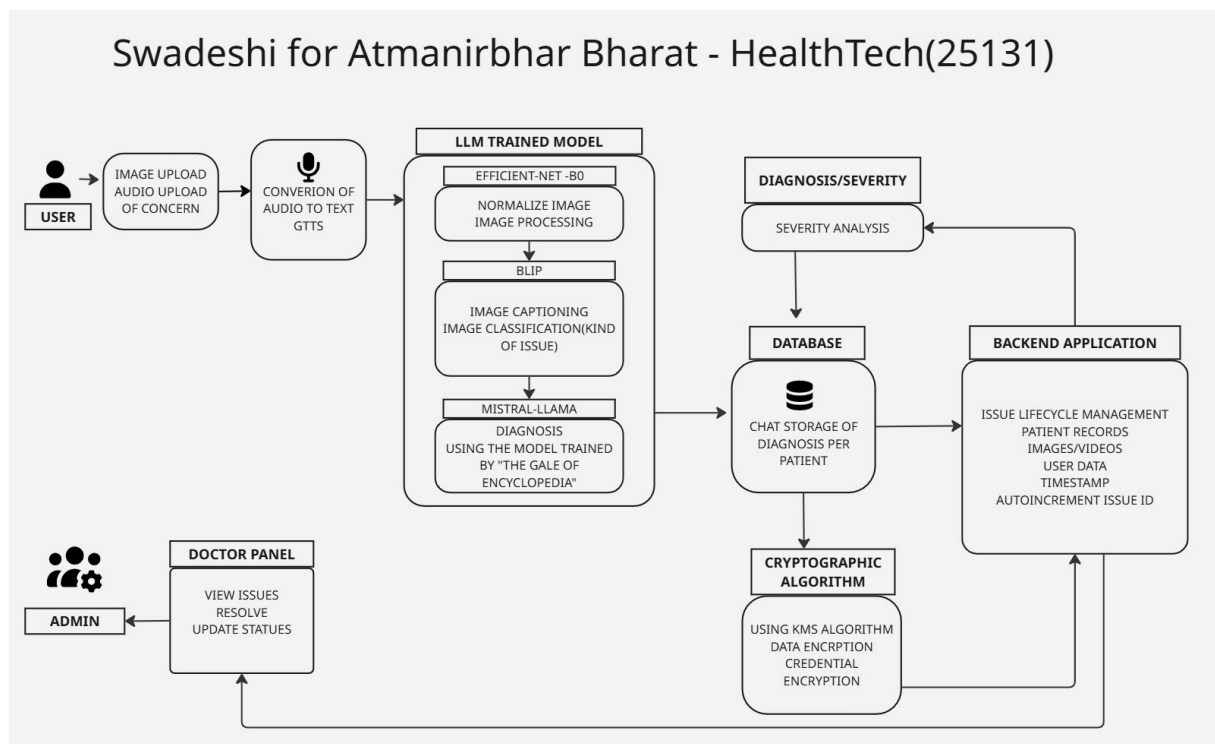 Swadeshi for Atmanirbhar Bharat - HealthTech(25131)
USER
IMAGE UPLOAD
AUDIO UPLOAD
OF CONCERN
CONVERION OF
AUDIO TO TEXT
GTTS
LLM TRAINED MODEL
EFFICIENT-NET -B0
NORMALIZE IMAGE
IMAGE PROCESSING
BLIP
IMAGE CAPTIONING
IMAGE CLASSIFICATION(KIND
OF ISSUE)
MISTRAL-LLAMA
DIAGNOSIS
USING THE MODEL TRAINED
BY "THE GALE OF
ENCYCLOPEDIA"
DIAGNOSIS/SEVERITY
SEVERITY ANALYSIS
DATABASE
CHAT STORAGE OF
DIAGNOSIS PER
PATIENT
BACKEND APPLICATION
ISSUE LIFECYCLE MANAGEMENT
PATIENT RECORDS
IMAGES/VIDEOS
USER DATA
TIMESTAMP
AUTOINCREMENT ISSUE ID
CRYPTOGRAPHIC
ALGORITHM
USING KMS ALGORITHM
DATA ENCRPTION
CREDENTIAL
ENCRYPTION
DOCTOR PANEL
VIEW ISSUES
RESOLVE
UPDATE STATUES
ADMIN